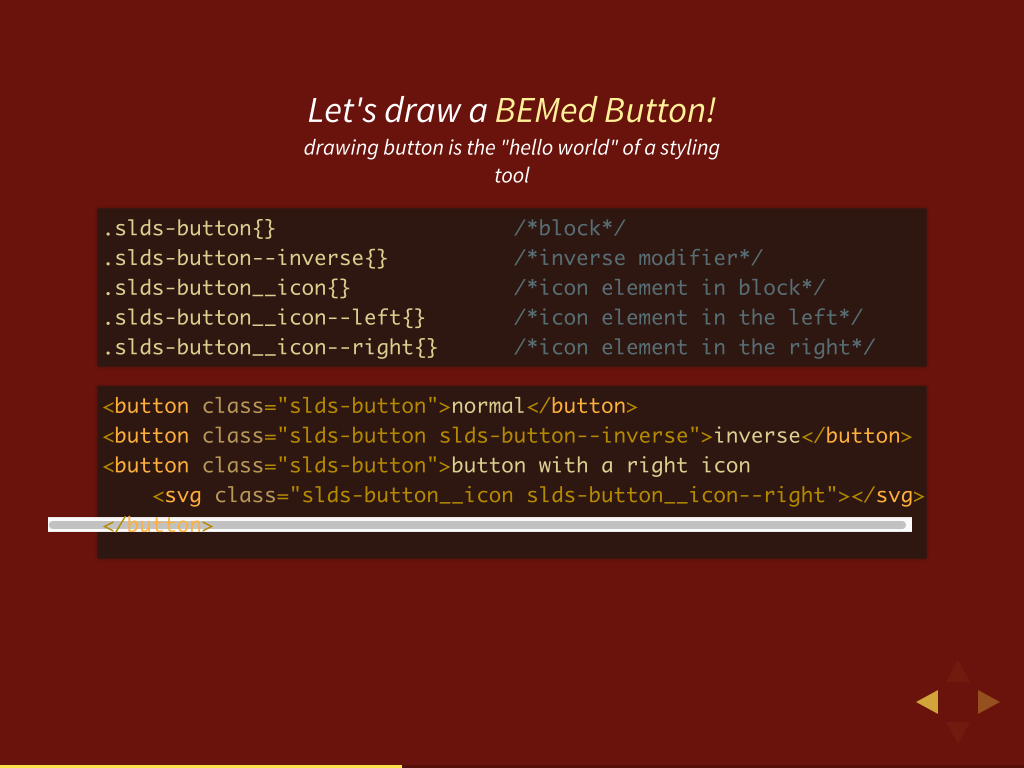 Let's draw a BEMed Button!
drawing button is the "hello world" of a styling
tool
.slds-button{} /*block*/
.slds-button--inverse{} /*inverse modifier*/
.slds-button__icon{} /*icon element in block*/
.slds-button__icon--left{} /*icon element in the left*/
.slds-button__icon--right{} /*icon element in the right*/
<button class="slds-button">normal</button>
<button class="slds-button slds-button--inverse">inverse</button>
<button class="slds-button">button with a right icon
    <svg class="slds-button__icon slds-button__icon--right"></svg>
</button>